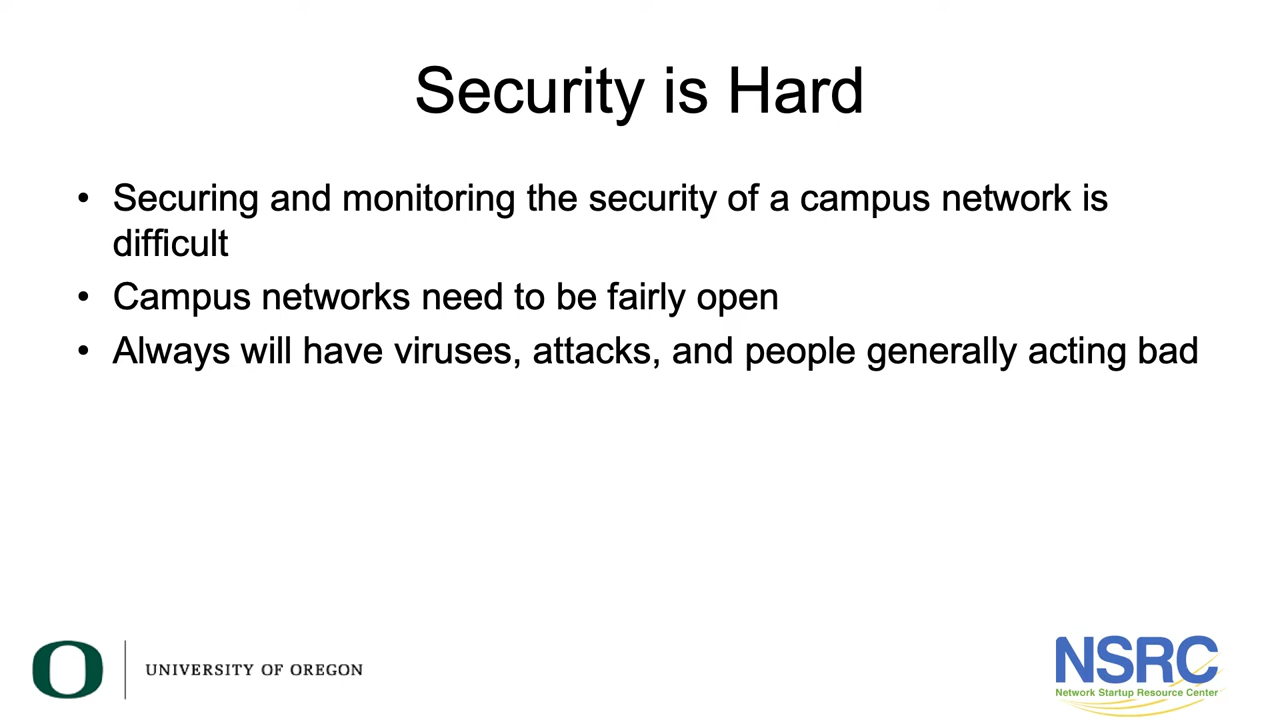 Security is Hard
• Securing and monitoring the security of a campus network is
difficult
• Campus networks need to be fairly open
• Always will have viruses, attacks, and people generally acting bad
O
UNIVERSITY OF OREGON
NSRC
Network Startup Resource Center